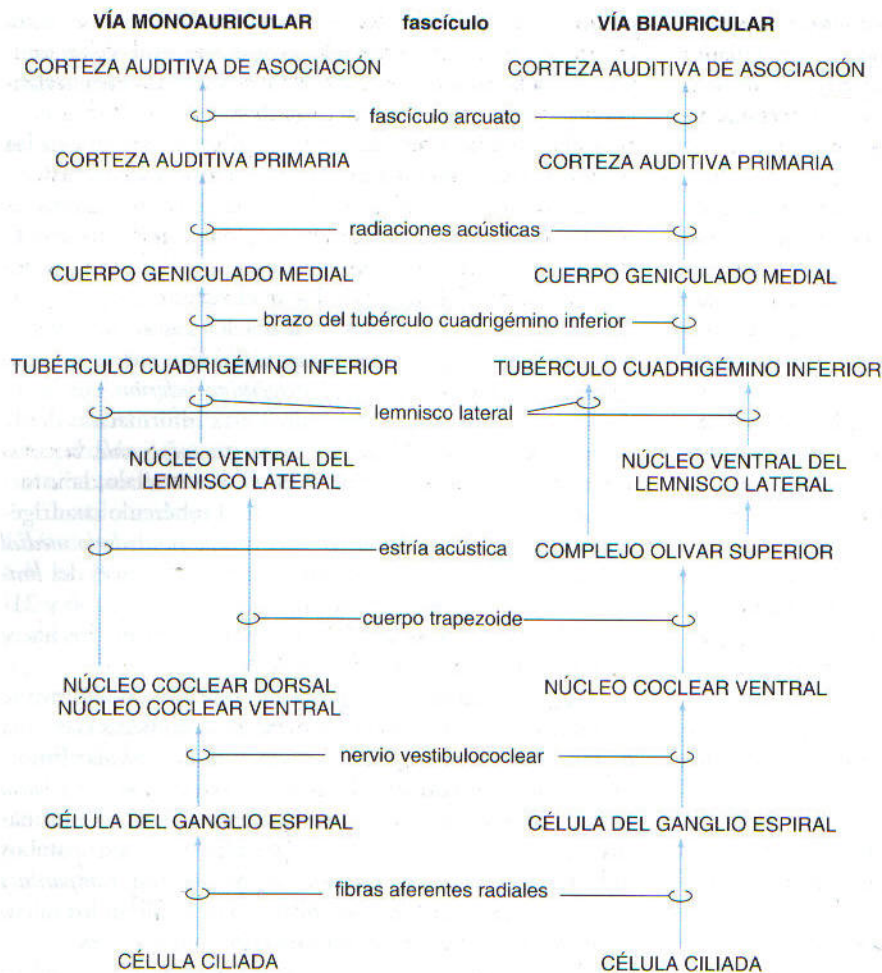 VÍA MONOAURICULAR fascículo VÍA BIAURICULAR
CORTEZA AUDITIVA DE ASOCIACIÓN CORTEZA AUDITIVA DE ASOCIACIÓN
fascículo arcuato
CORTEZA AUDITIVA PRIMARIA CORTEZA AUDITIVA PRIMARIA
radiaciones acústicas
CUERPO GENICULADO MEDIAL CUERPO GENICULADO MEDIAL
brazo del tubérculo cuadrigémino inferior
TUBÉRCULO CUADRIGÉMINO INFERIOR TUBÉRCULO CUADRIGÉMINO INFERIOR
lemnisco lateral
NÚCLEO VENTRAL DEL NÚCLEO VENTRAL DEL
LEMNISCO LATERAL LEMNISCO LATERAL
estría acústica COMPLEJO OLIVAR SUPERIOR
cuerpo trapezoide
NÚCLEO COCLEAR DORSAL NÚCLEO COCLEAR VENTRAL
NÚCLEO COCLEAR VENTRAL
nervio vestibulococlear
CÉLULA DEL GANGLIO ESPIRAL CÉLULA DEL GANGLIO ESPIRAL
fibras aferentes radiales
CÉLULA CILIADA CÉLULA CILIADA